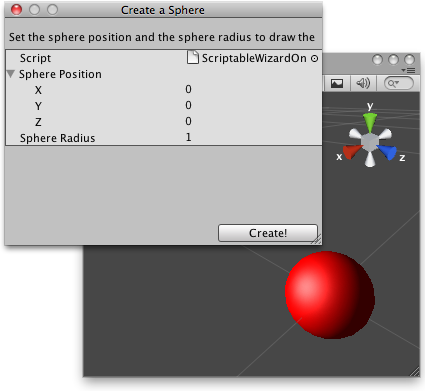 Create a Sphere
Set the sphere position and the sphere radius to draw the
Script ScriptableWizardOn
Sphere Position
X 0
Y 0
Z 0
Sphere Radius 1
Create!
y
x z